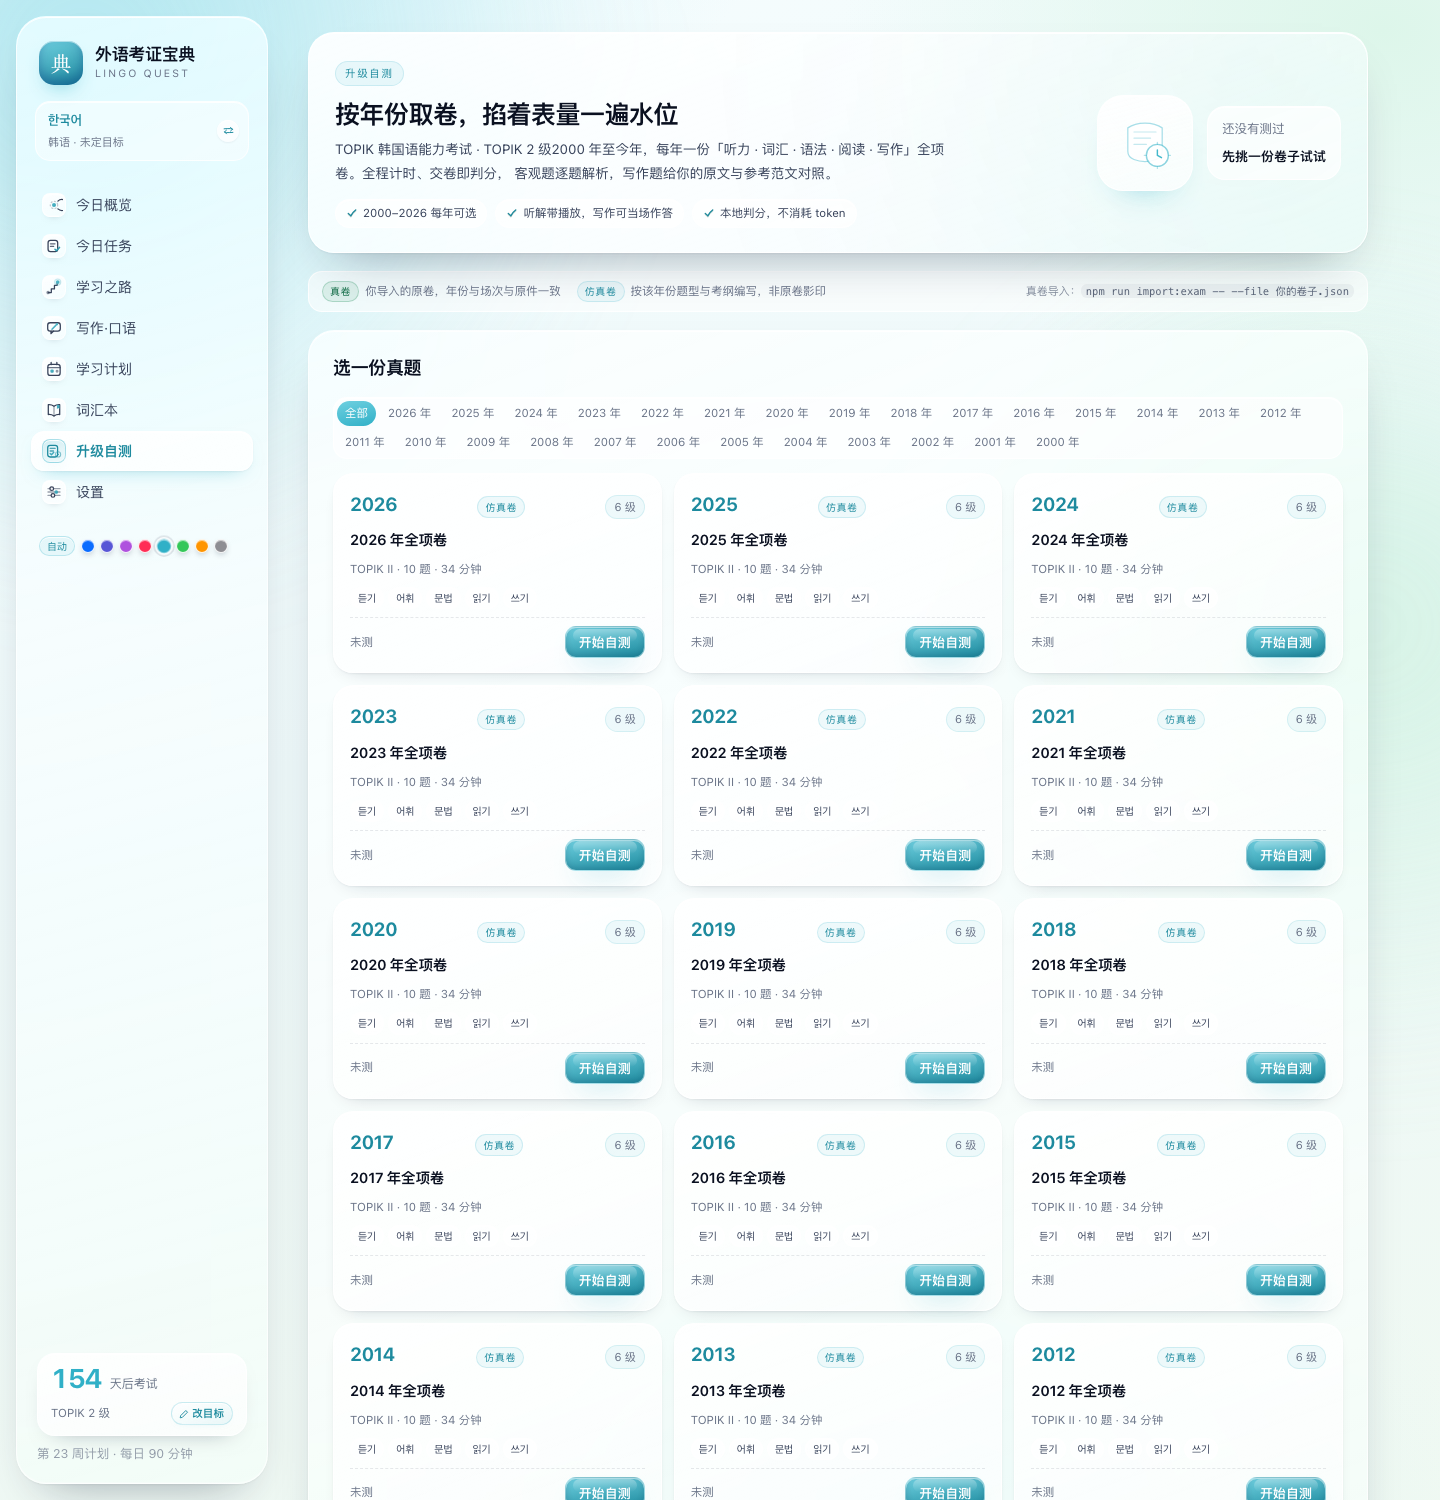 典
外语考证宝典
LINGO QUEST
한국어
韩语 · 未定目标
今日概览
今日任务
学习之路
写作·口语
学习计划
词汇本
升级自测
设置
自动
154 天后考试
TOPIK 2 级
改目标
第 23 周计划 · 每日 90 分钟
升级自测
按年份取卷，掐着表量一遍水位
TOPIK 韩国语能力考试 · TOPIK 2 级2000 年至今年，每年一份「听力 · 词汇 · 语法 · 阅读 · 写作」全项
卷。全程计时、交卷即判分， 客观题逐题解析，写作题给你的原文与参考范文对照。
2000–2026 每年可选
听解带播放，写作可当场作答
本地判分，不消耗 token
还没有测过
先挑一份卷子试试
真卷 你导入的原卷，年份与场次与原件一致 仿真卷 按该年份题型与考纲编写，非原卷影印 真卷导入： npm run import:exam -- --file 你的卷子.json
选一份真题
全部 2026 年 2025 年 2024 年 2023 年 2022 年 2021 年 2020 年 2019 年 2018 年 2017 年 2016 年 2015 年 2014 年 2013 年 2012 年
2011 年 2010 年 2009 年 2008 年 2007 年 2006 年 2005 年 2004 年 2003 年 2002 年 2001 年 2000 年
2026 仿真卷 6 级
2026 年全项卷
TOPIK II · 10 题 · 34 分钟
듣기 어휘 문법 읽기 쓰기
未测 开始自测
2025 仿真卷 6 级
2025 年全项卷
TOPIK II · 10 题 · 34 分钟
듣기 어휘 문법 읽기 쓰기
未测 开始自测
2024 仿真卷 6 级
2024 年全项卷
TOPIK II · 10 题 · 34 分钟
듣기 어휘 문법 읽기 쓰기
未测 开始自测
2023 仿真卷 6 级
2023 年全项卷
TOPIK II · 10 题 · 34 分钟
듣기 어휘 문법 읽기 쓰기
未测 开始自测
2022 仿真卷 6 级
2022 年全项卷
TOPIK II · 10 题 · 34 分钟
듣기 어휘 문법 읽기 쓰기
未测 开始自测
2021 仿真卷 6 级
2021 年全项卷
TOPIK II · 10 题 · 34 分钟
듣기 어휘 문법 읽기 쓰기
未测 开始自测
2020 仿真卷 6 级
2020 年全项卷
TOPIK II · 10 题 · 34 分钟
듣기 어휘 문법 읽기 쓰기
未测 开始自测
2019 仿真卷 6 级
2019 年全项卷
TOPIK II · 10 题 · 34 分钟
듣기 어휘 문법 읽기 쓰기
未测 开始自测
2018 仿真卷 6 级
2018 年全项卷
TOPIK II · 10 题 · 34 分钟
듣기 어휘 문법 읽기 쓰기
未测 开始自测
2017 仿真卷 6 级
2017 年全项卷
TOPIK II · 10 题 · 34 分钟
듣기 어휘 문법 읽기 쓰기
未测 开始自测
2016 仿真卷 6 级
2016 年全项卷
TOPIK II · 10 题 · 34 分钟
듣기 어휘 문법 읽기 쓰기
未测 开始自测
2015 仿真卷 6 级
2015 年全项卷
TOPIK II · 10 题 · 34 分钟
듣기 어휘 문법 읽기 쓰기
未测 开始自测
2014 仿真卷 6 级
2014 年全项卷
TOPIK II · 10 题 · 34 分钟
듣기 어휘 문법 읽기 쓰기
未测 开始自测
2013 仿真卷 6 级
2013 年全项卷
TOPIK II · 10 题 · 34 分钟
듣기 어휘 문법 읽기 쓰기
未测 开始自测
2012 仿真卷 6 级
2012 年全项卷
TOPIK II · 10 题 · 34 分钟
듣기 어휘 문법 읽기 쓰기
未测 开始自测